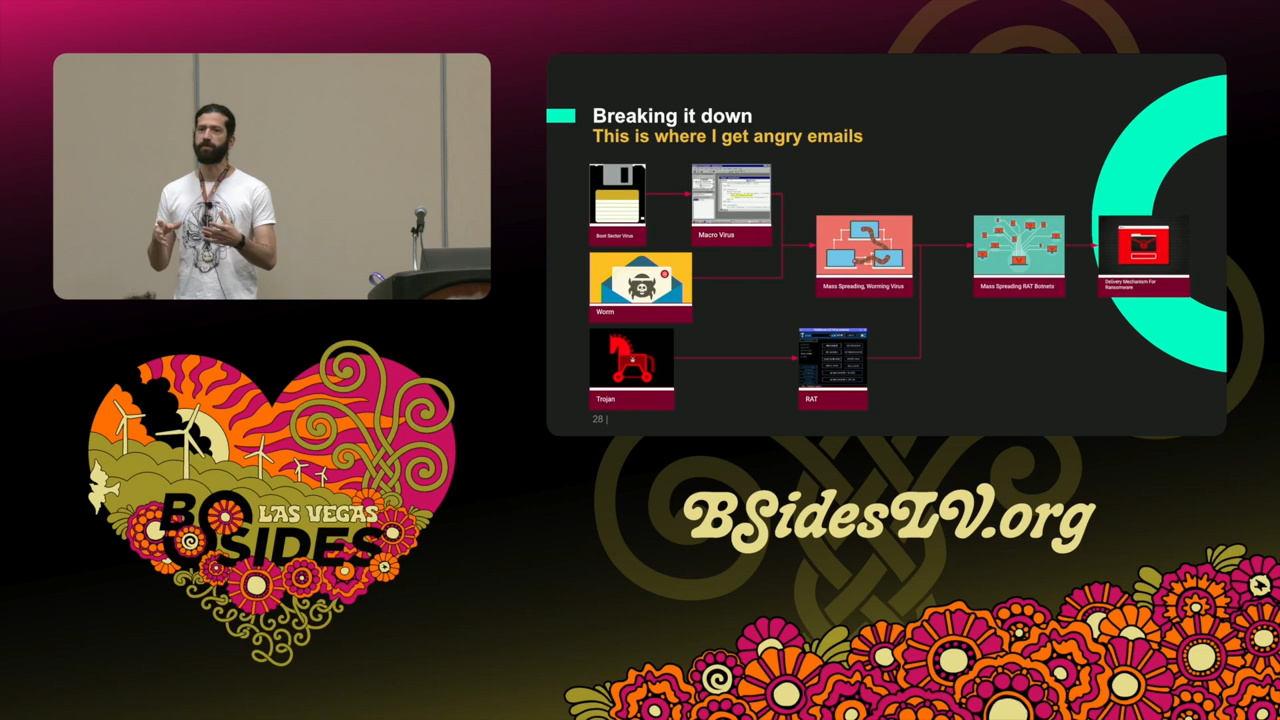 Breaking it down
This is where I get angry emails
Boot Sector Virus
Macro Virus
Worm
Mass Spreading, Worming Virus
Mass Spreading RAT Botnets
Delivery Mechanism For
Ransomware
Trojan
RAT
28 |
LAS VEGAS
BSIDES
BSidesLV.org